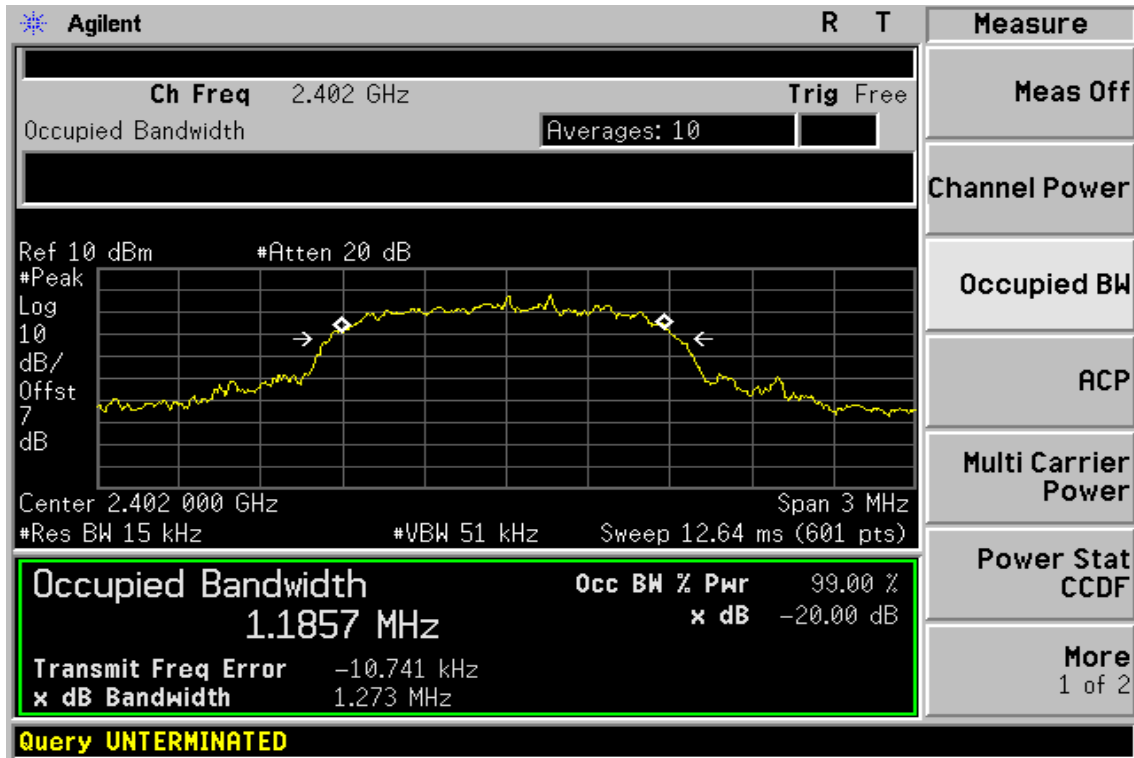 Agilent R T Measure
Ch Freq 2.402 GHz Trig Free
Occupied Bandwidth Averages: 10
Ref 10 dBm #Atten 20 dB
#Peak
Log
10
dB/
Offst
7
dB
Center 2.402 000 GHz Span 3 MHz
#Res BW 15 kHz #VBW 51 kHz Sweep 12.64 ms (601 pts)
Occupied Bandwidth
1.1857 MHz
Occ BW % Pwr 99.00 %
x dB -20.00 dB
Transmit Freq Error -10.741 kHz
x dB Bandwidth 1.273 MHz
Query UNTERMINATED
Meas Off
Channel Power
Occupied BW
ACP
Multi Carrier
Power
Power Stat
CCDF
More
1 of 2